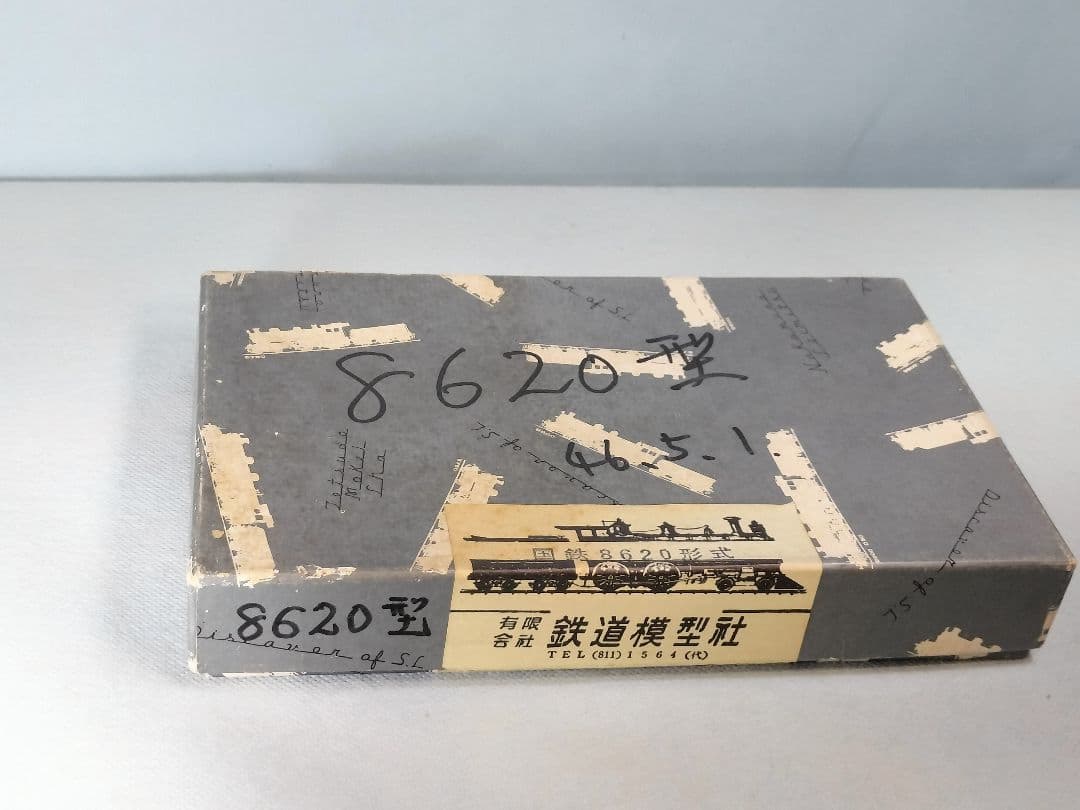 8620型
46.5.1
Tetsudo
Mokei
Sha
Discover of S.L
国鉄8620形式
有限会社 鉄道模型社
TEL(811)1564(代)
8620型
Discover of S.L